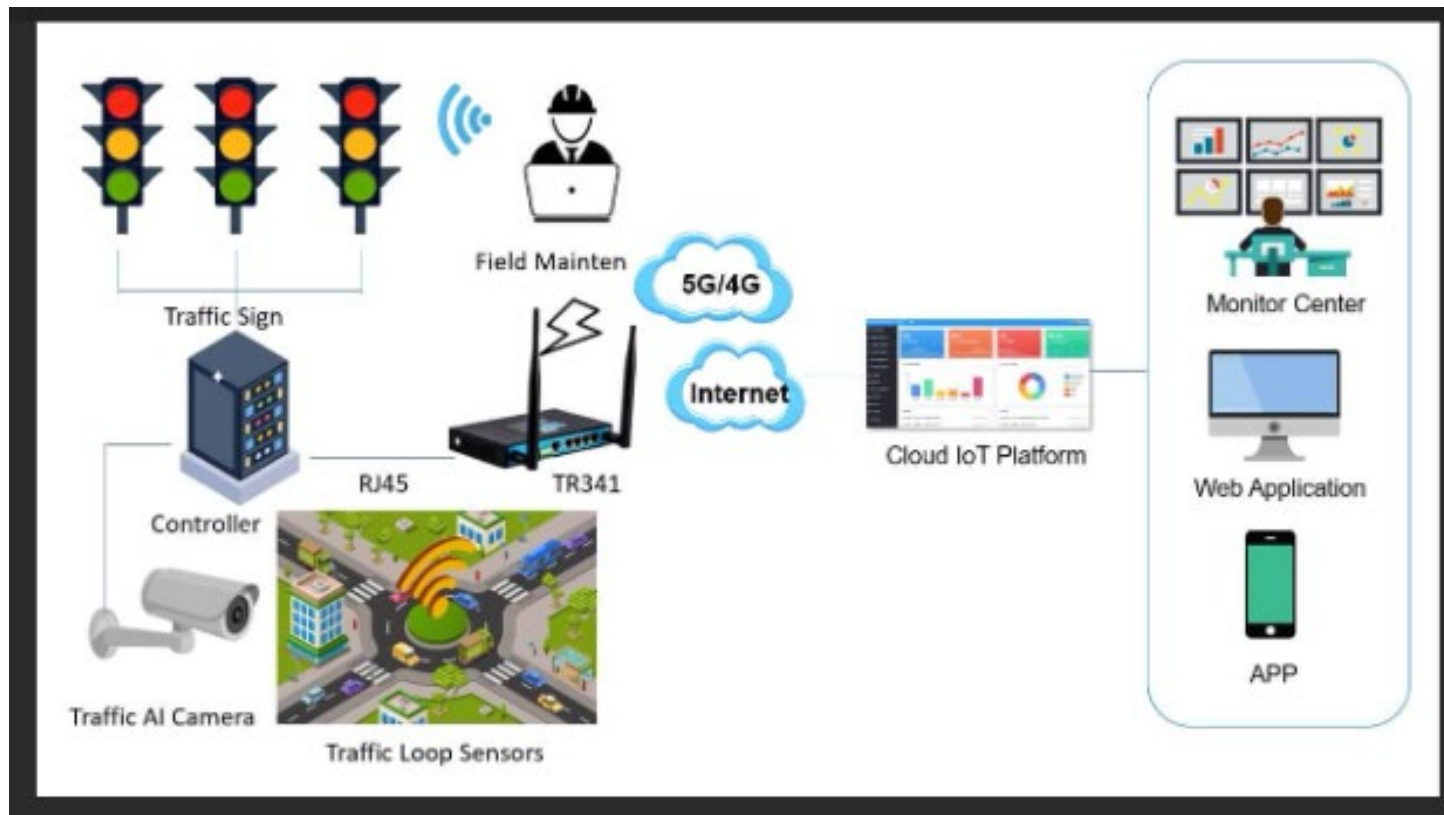 Traffic Sign
Field Mainten
5G/4G
Internet
Controller
RJ45
TR341
Cloud IoT Platform
Monitor Center
Web Application
APP
Traffic AI Camera
Traffic Loop Sensors